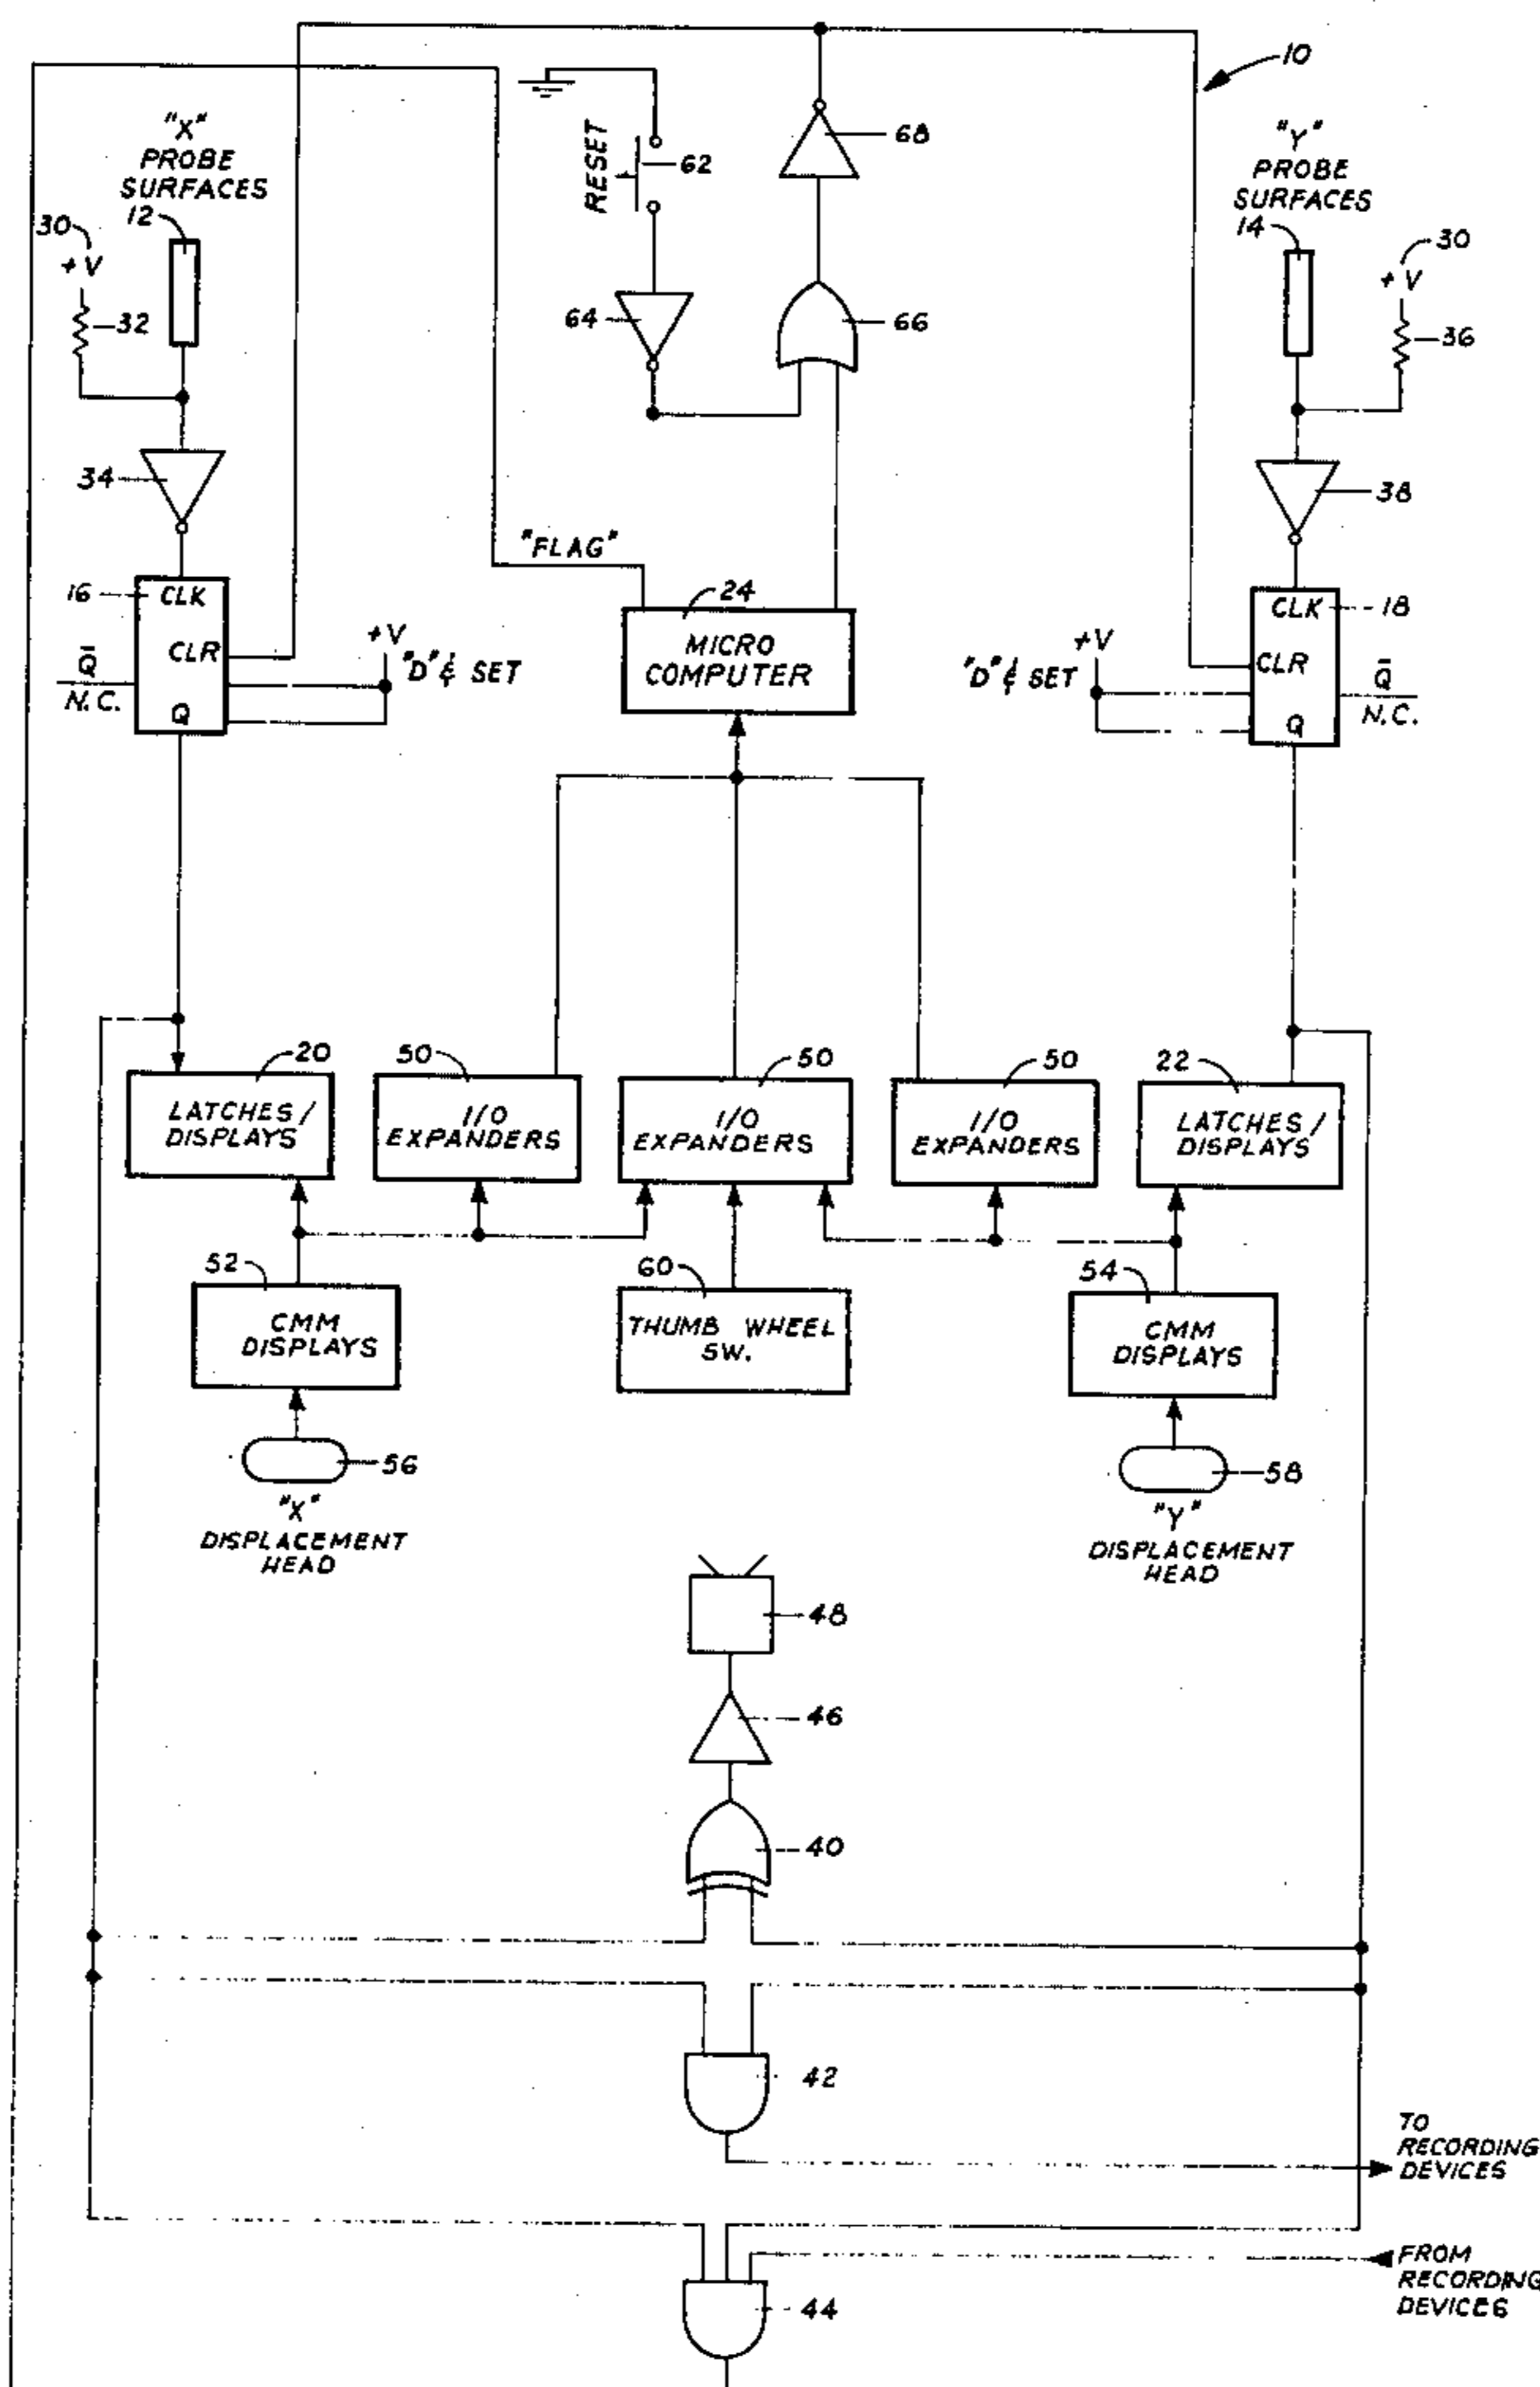 10
"X"
PROBE
SURFACES
12
30
+V
32
34
16
CLK
CLR
Q̄
N.C.
Q
+V
"D" & SET
RESET
62
64
66
68
"FLAG"
24
MICRO
COMPUTER
"Y"
PROBE
SURFACES
14
30
+V
36
38
CLK
18
CLR
+V
"D" & SET
Q̄
N.C.
Q
20
LATCHES/
DISPLAYS
50
I/O
EXPANDERS
50
I/O
EXPANDERS
50
I/O
EXPANDERS
22
LATCHES/
DISPLAYS
52
CMM
DISPLAYS
60
THUMB WHEEL
SW.
54
CMM
DISPLAYS
56
"X"
DISPLACEMENT
HEAD
58
"Y"
DISPLACEMENT
HEAD
48
46
40
42
TO
RECORDING
DEVICES
FROM
RECORDING
DEVICES
44